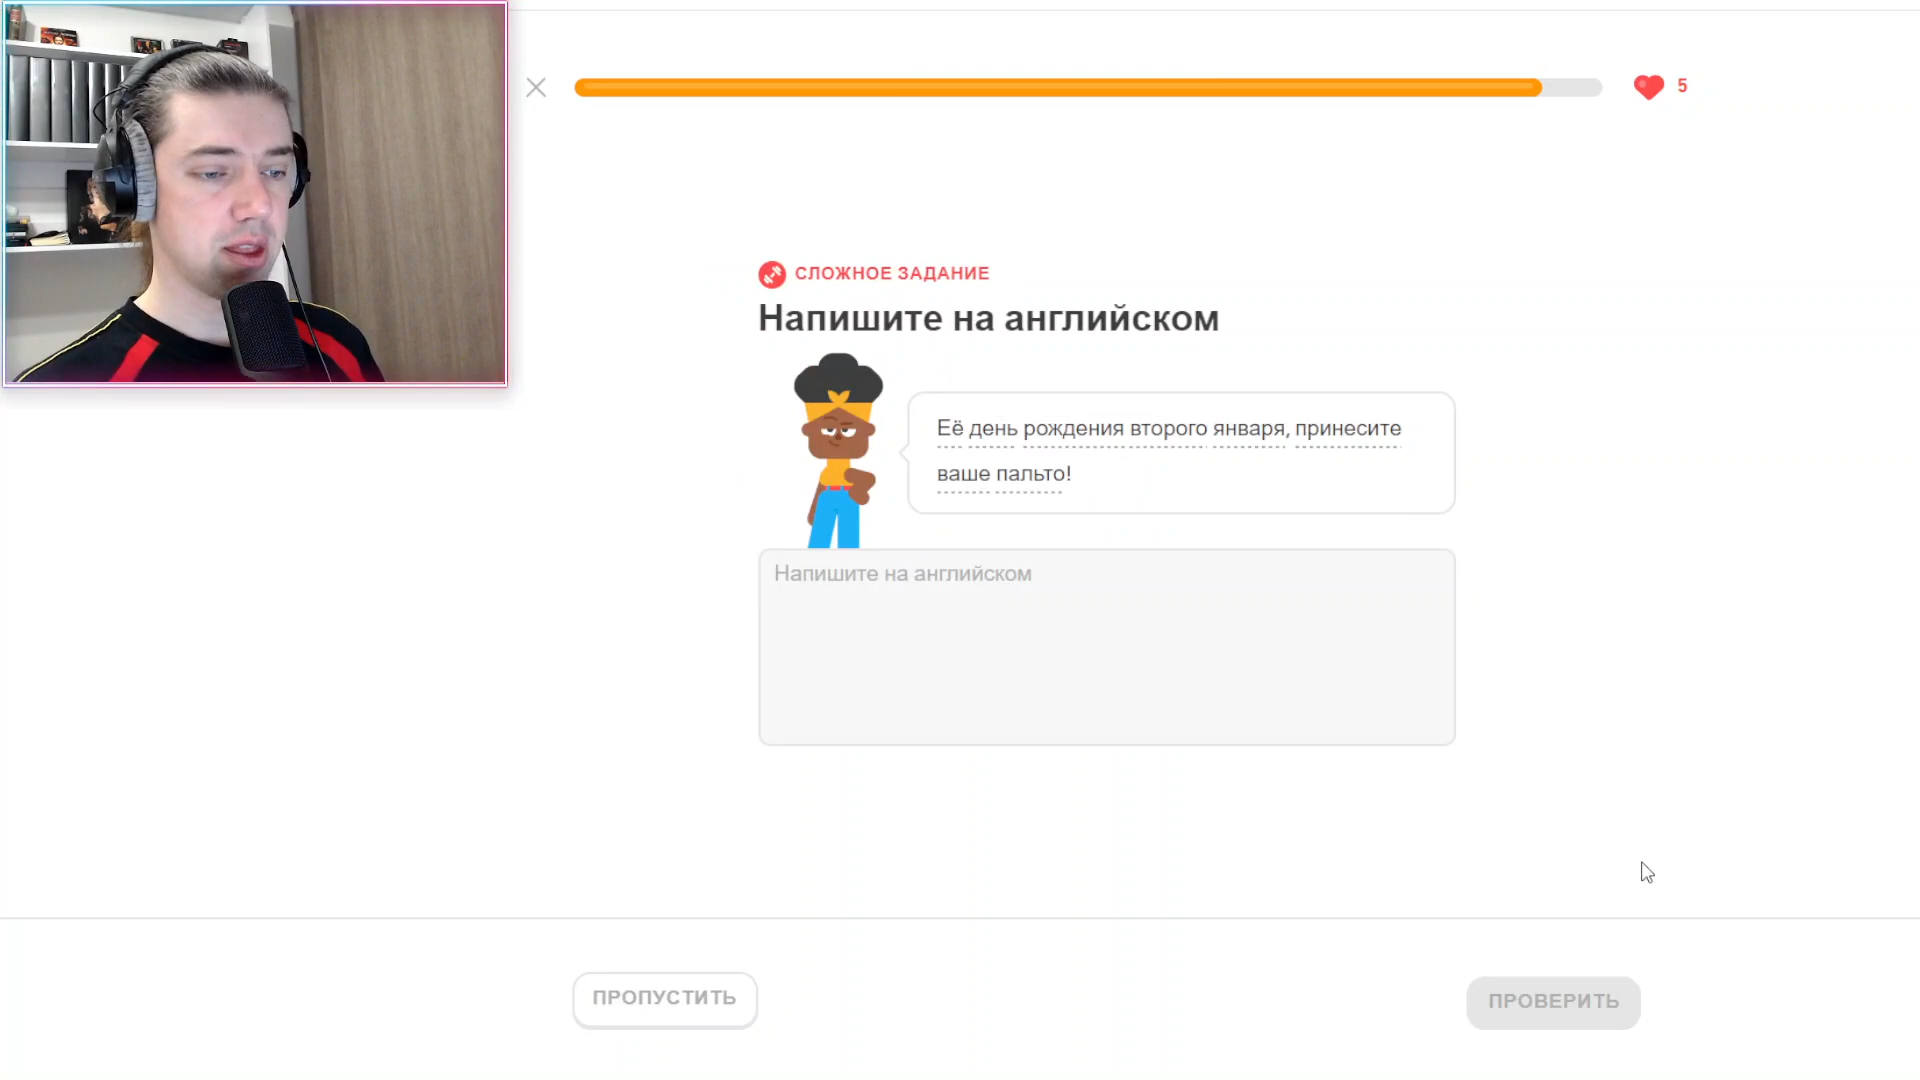 5
СЛОЖНОЕ ЗАДАНИЕ
Напишите на английском
Её день рождения второго января, принесите
ваше пальто!
Напишите на английском
ПРОПУСТИТЬ
ПРОВЕРИТЬ